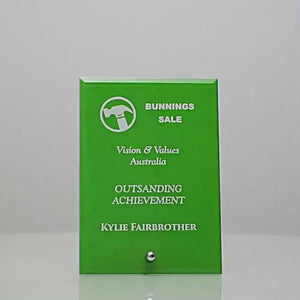 BUNNINGS
SALE
Vision & Values
Australia
OUTSANDING
ACHIEVEMENT
KYLIE FAIRBROTHER